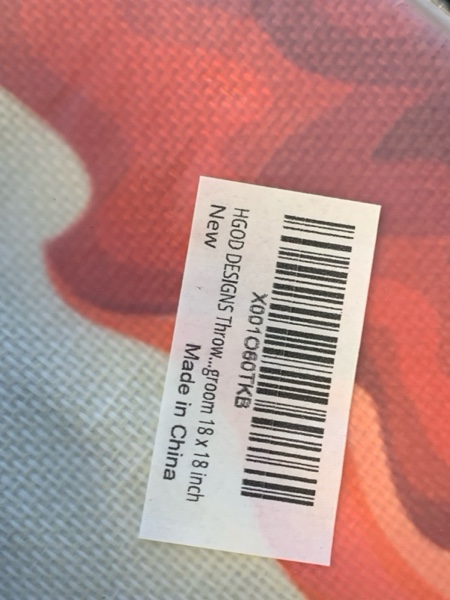 X001O60TKB
HGOD DESIGNS Throw...groom 18 x 18 inch
New
Made in China